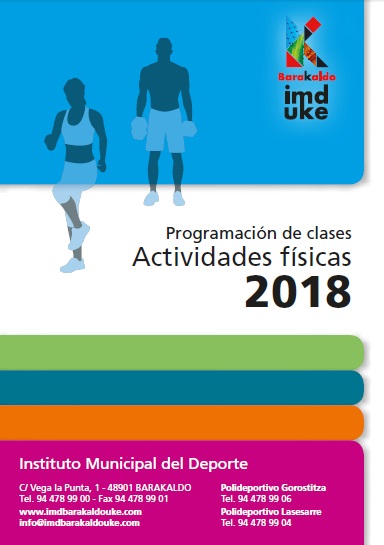 Barakaldo
imd
uke
Programación de clases
Actividades físicas
2018
Instituto Municipal del Deporte
C/ Vega la Punta, 1 - 48901 BARAKALDO
Tel. 94 478 99 00 - Fax 94 478 99 01
www.imdbarakaldouke.com
info@imdbarakaldouke.com
Polideportivo Gorostitza
Tel. 94 478 99 06
Polideportivo Lasesarre
Tel. 94 478 99 04